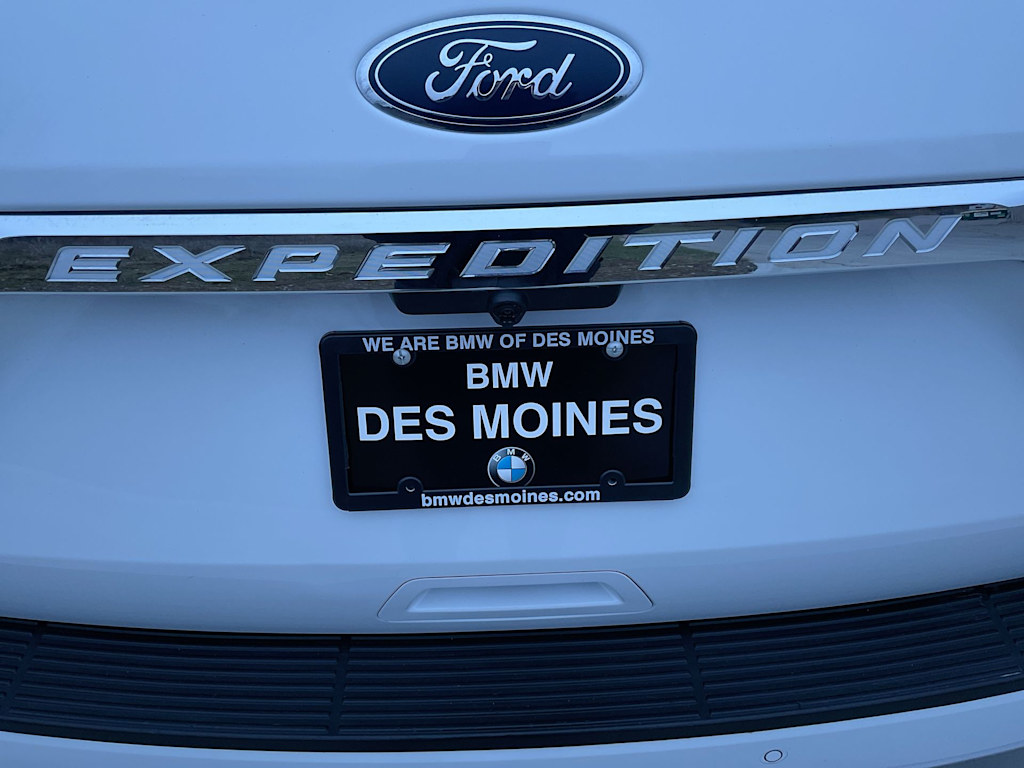 Ford
EXPEDITION
WE ARE BMW OF DES MOINES
BMW
DES MOINES
BMW
bmwdesmoines.com